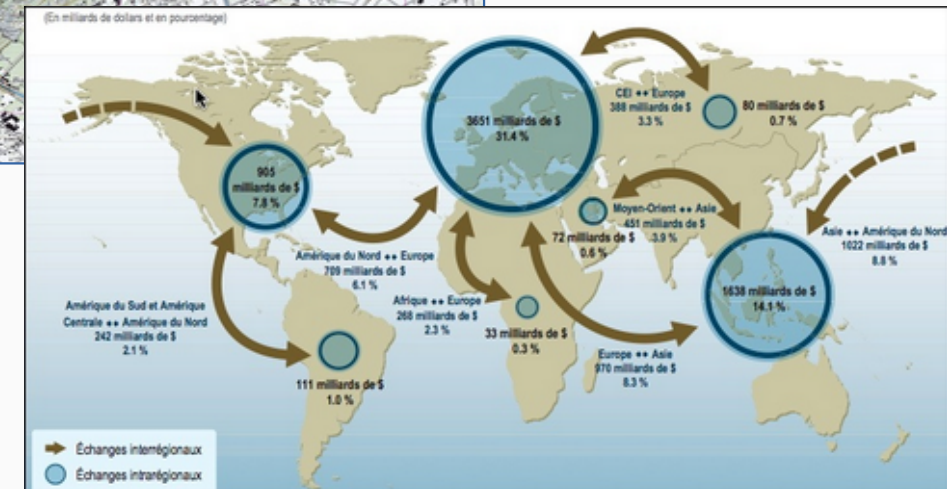 (En milliards de dollars et en pourcentage)
3651 milliards de $
31.4 %
CEI ↔ Europe
388 milliards de $
3.3 %
80 milliards de $
0.7 %
905
milliards de $
7.8 %
Moyen-Orient ↔ Asie
451 milliards de $
3.9 %
72 milliards de $
0.6 %
Asie ↔ Amérique du Nord
1022 milliards de $
8.8 %
Amérique du Nord ↔ Europe
709 milliards de $
6.1 %
1638 milliards de $
14.1 %
Afrique ↔ Europe
268 milliards de $
2.3 %
Amérique du Sud et Amérique
Centrale ↔ Amérique du Nord
242 milliards de $
2.1 %
33 milliards de $
0.3 %
Europe ↔ Asie
970 milliards de $
8.3 %
111 milliards de $
1.0 %
Échanges interrégionaux
Échanges intrarégionaux